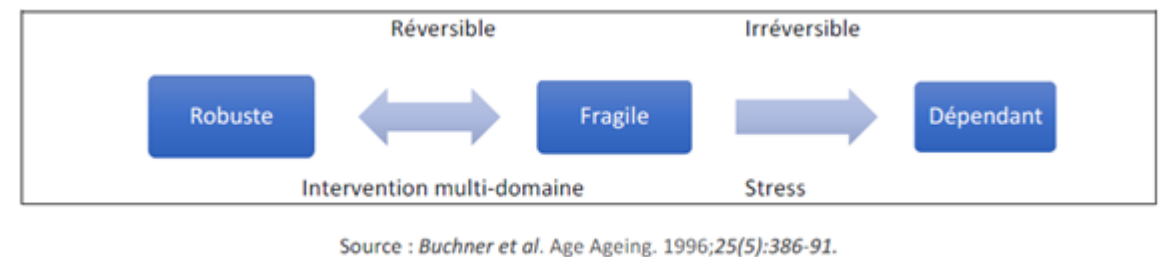 Réversible Irréversible
Robuste Fragile Dépendant
Intervention multi-domaine Stress
Source : Buchner et al. Age Ageing. 1996;25(5):386-91.